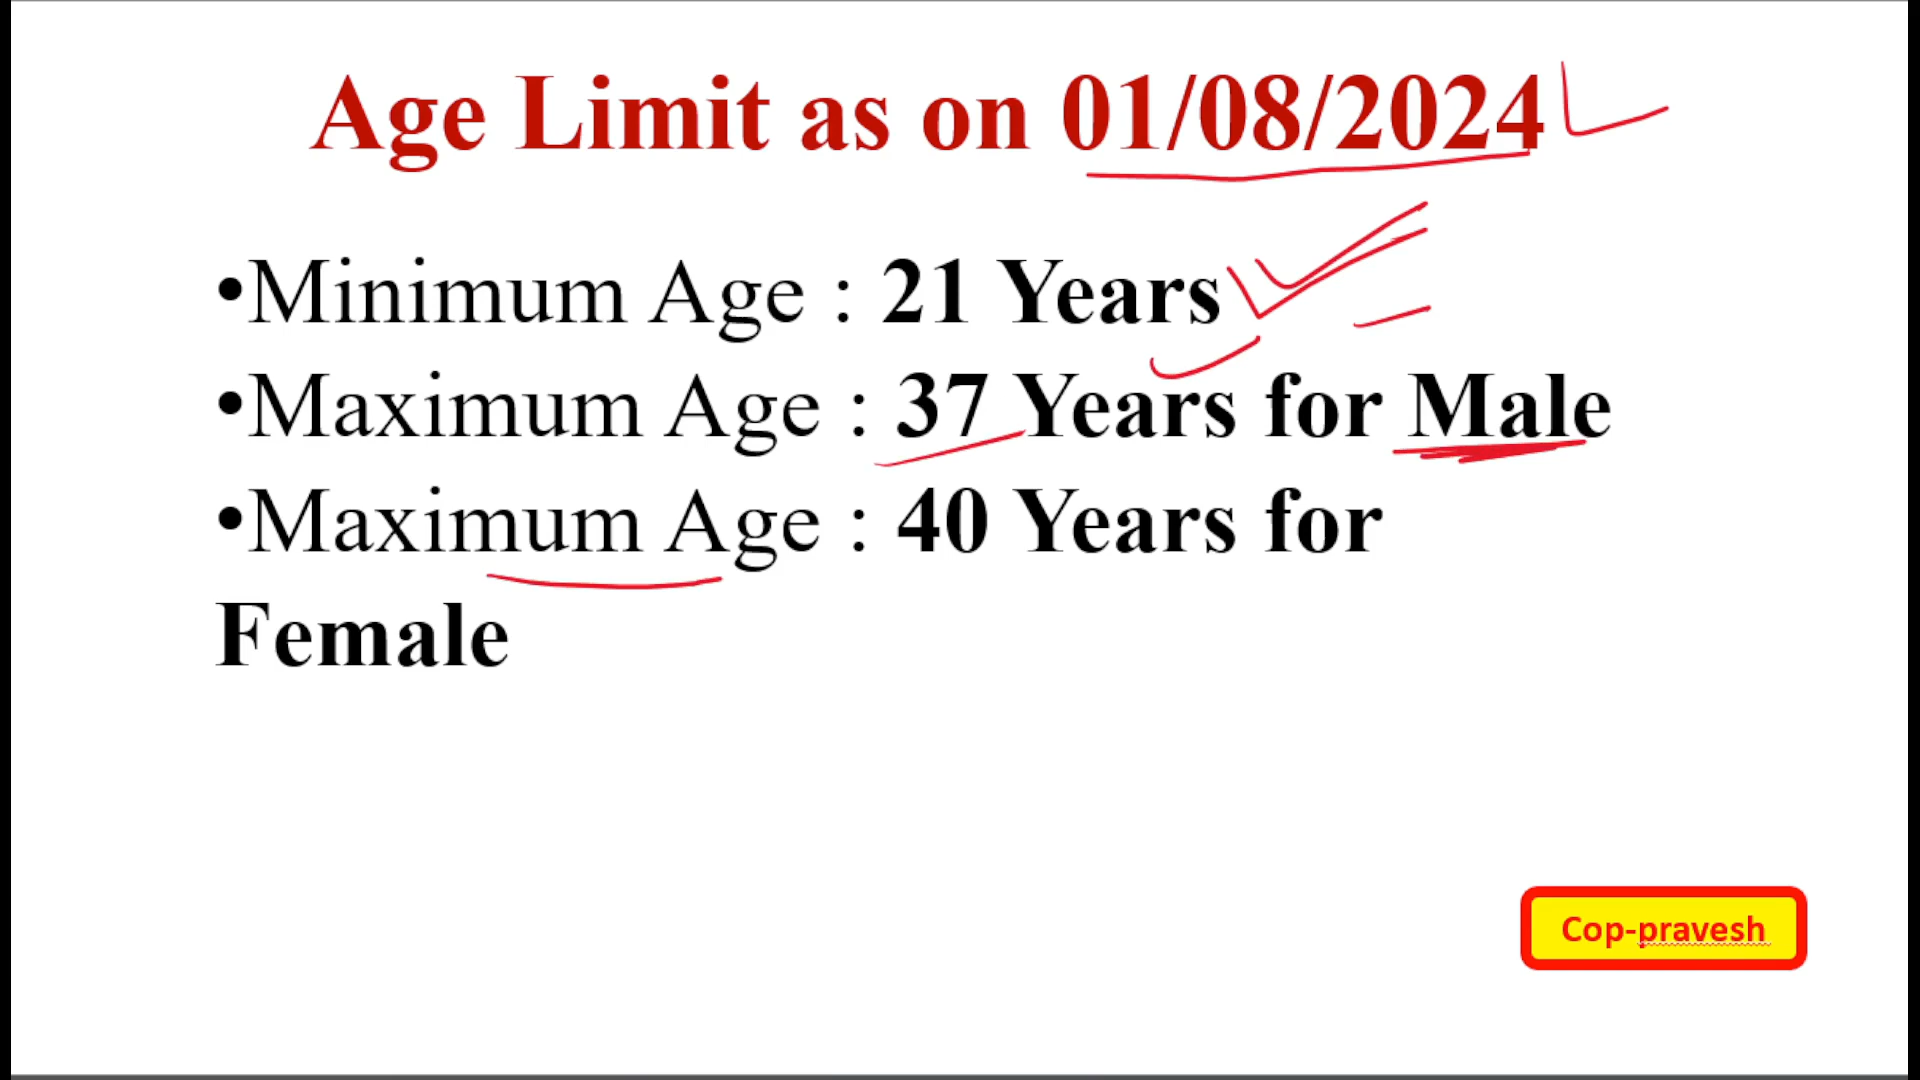 Age Limit as on 01/08/2024
•Minimum Age : 21 Years
•Maximum Age : 37 Years for Male
•Maximum Age : 40 Years for
Female
Cop-pravesh